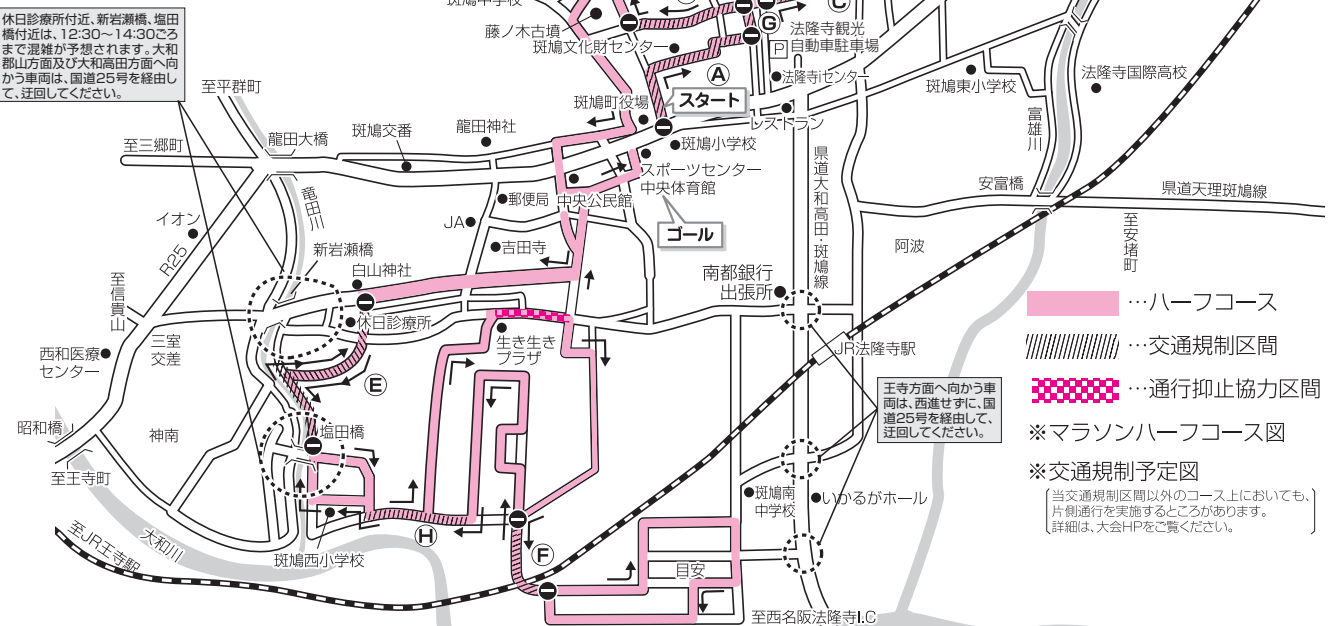 休日診療所付近、新岩瀬橋、塩田
橋付近は、12:30〜14:30ごろ
まで混雑が予想されます。大和
郡山方面及び大和高田方面へ向
かう車両は、国道25号を経由し
て、迂回してください。
藤ノ木古墳
斑鳩文化財センター
G
C
P
法隆寺観光
自動車駐車場
A
法隆寺iセンター
スタート
斑鳩町役場
レストラン
斑鳩東小学校
法隆寺国際高校
富雄川
至平群町
至三郷町
龍田大橋
斑鳩交番
龍田神社
斑鳩小学校
スポーツセンター
中央体育館
中央公民館
郵便局
JA
ゴール
竜田川
イオン
R25
新岩瀬橋
白山神社
吉田寺
県道大和高田・斑鳩線
安富橋
県道天理斑鳩線
至安堵町
阿波
南都銀行
出張所
至信貴山
三室
交差
西和医療
センター
休日診療所
生き生き
プラザ
JR法隆寺駅
E
昭和橋
神南
塩田橋
至王寺町
至JR王寺駅
大和川
斑鳩西小学校
H
F
目安
斑鳩南
中学校
いかるがホール
至西名阪法隆寺I.C
王寺方面へ向かう車
両は、西進せずに、国
道25号を経由して、
迂回してください。
…ハーフコース
…交通規制区間
…通行抑止協力区間
※マラソンハーフコース図
※交通規制予定図
当交通規制区間以外のコース上においても、
片側通行を実施するところがあります。
詳細は、大会HPをご覧ください。